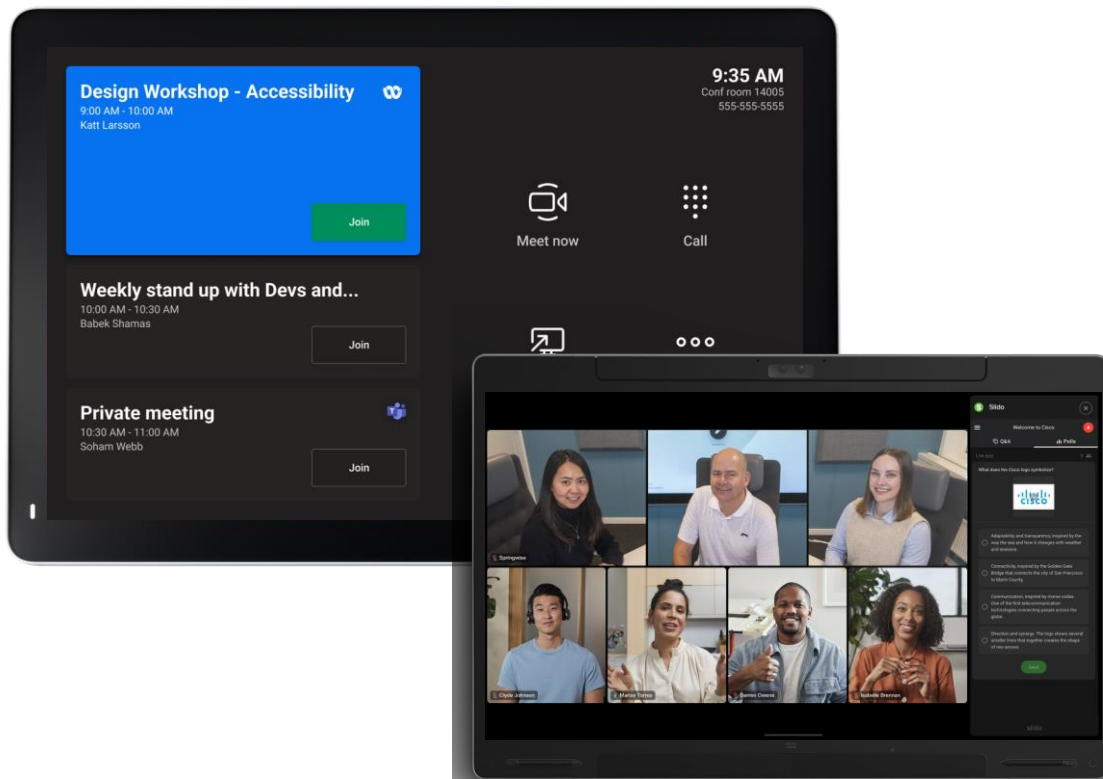 Design Workshop - Accessibility
9:00 AM - 10:00 AM
Katt Larsson
Join
Weekly stand up with Devs and...
10:00 AM - 10:30 AM
Babek Shamas
Join
Private meeting
10:30 AM - 11:00 AM
Soham Webb
Join
9:35 AM
Conf room 14005
555-555-5555
Meet now
Call
Springwise
Clyde Johnson
Marise Torres
Darren Owens
Isabelle Brennan
Slido
Welcome to Cisco
Q&A
Polls
Live quiz
What does the Cisco logo symbolize?
CISCO
Adaptability and transparency, inspired by the
way the sea and how it changes with weather
and seasons
Connectivity, inspired by the Golden Gate
Bridge that connects the city of San Francisco
to Marin County.
Communication, inspired by morse codes.
One of the first telecommunication
technologies connecting people across the
globe.
Direction and synergy. The logo shows several
smaller lines that together creates the shape
of two arrows
Send
slido